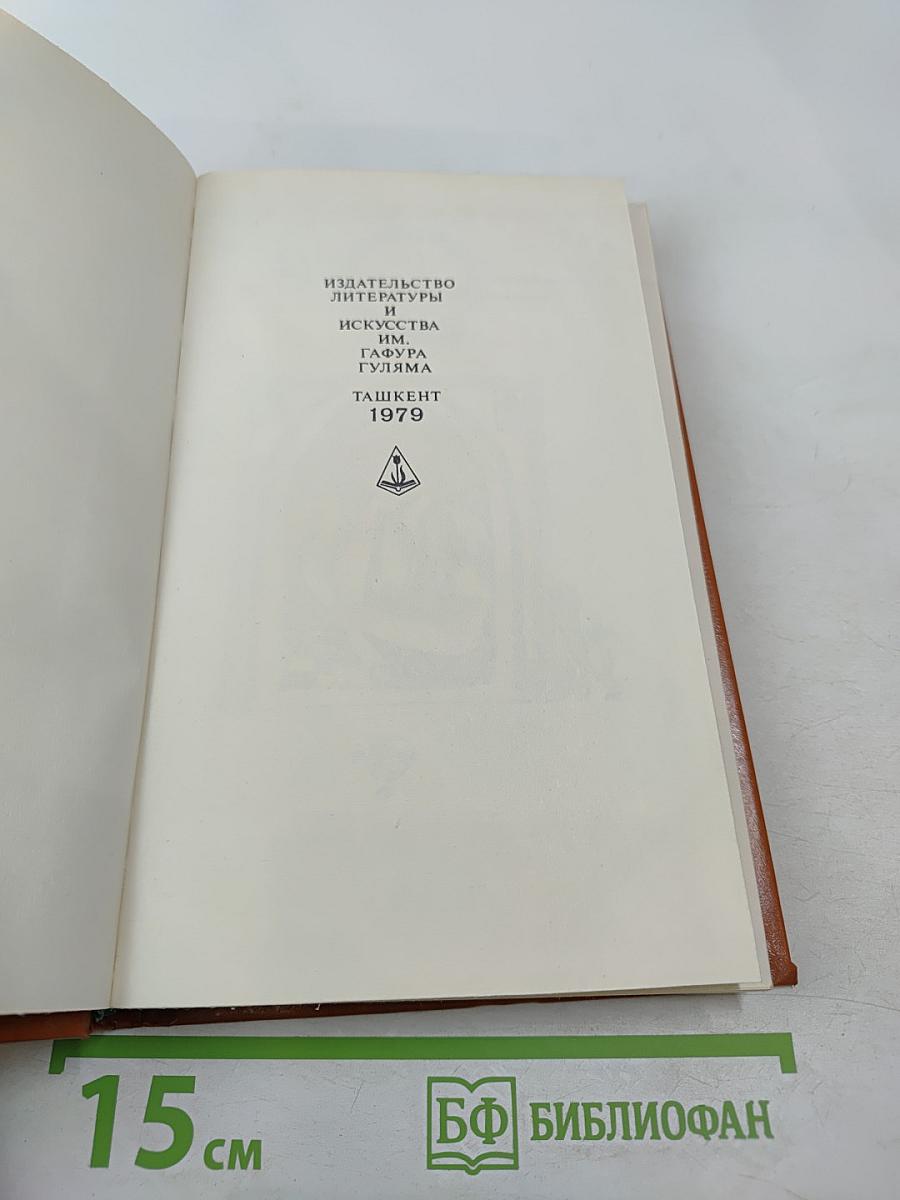 ИЗДАТЕЛЬСТВО
ЛИТЕРАТУРЫ
И
ИСКУССТВА
ИМ.
ГАФУРА
ГУЛЯМА
ТАШКЕНТ
1979
15 см
БФ БИБЛИОФАН